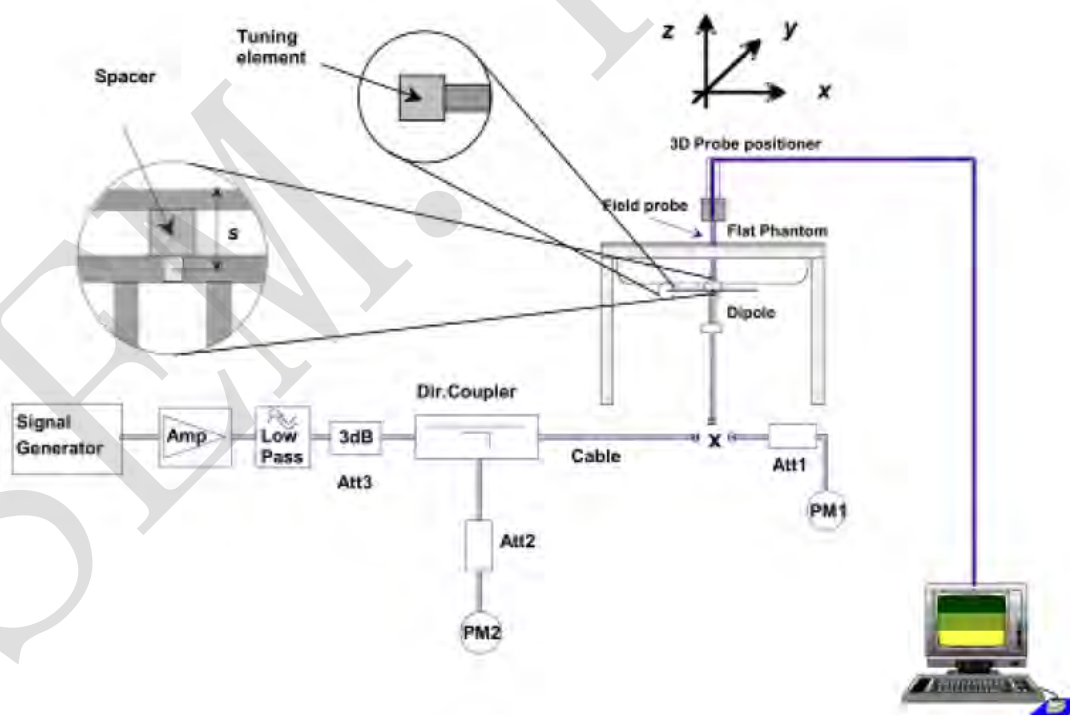 Tuning
element
Spacer
z
y
x
3D Probe positioner
Field probe
Flat Phantom
s
Dipole
Dir.Coupler
Signal
Generator
Amp
Low
Pass
3dB
Att3
Cable
x
Att1
PM1
Att2
PM2